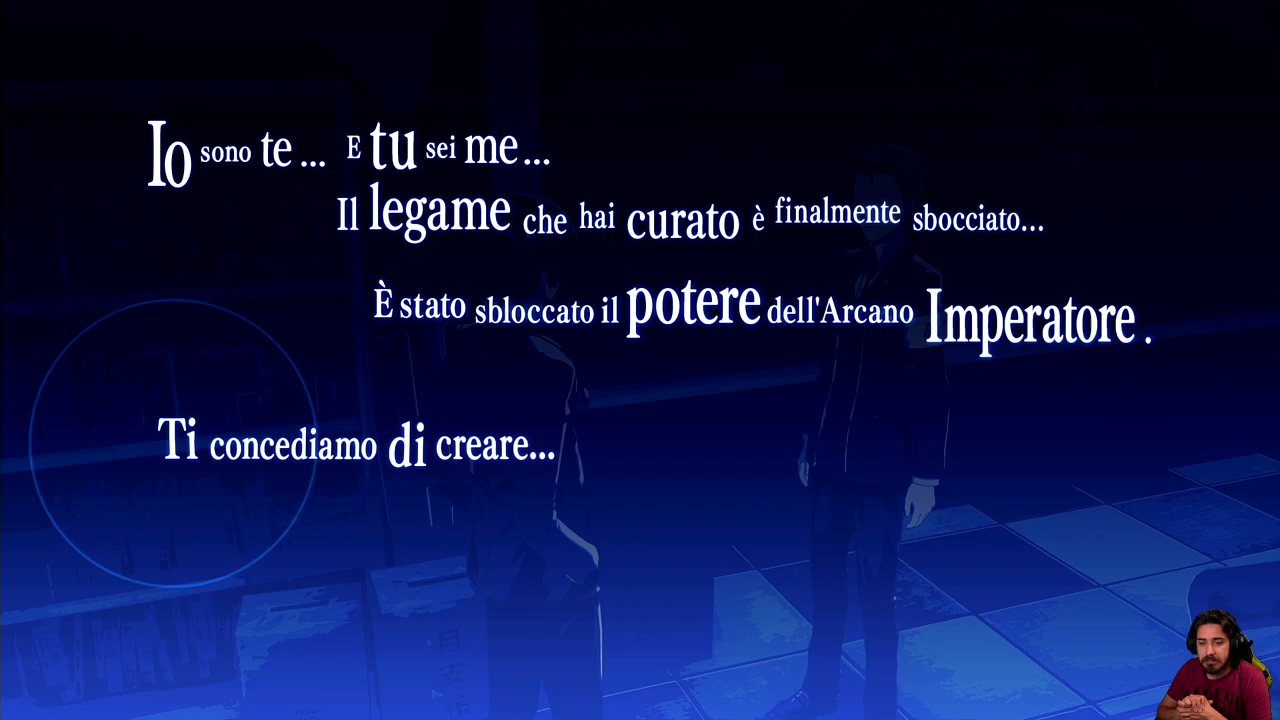 Io sono te... E tu sei me...
Il legame che hai curato è finalmente sbocciato...
È stato sbloccato il potere dell'Arcano Imperatore.
Ti concediamo di creare...